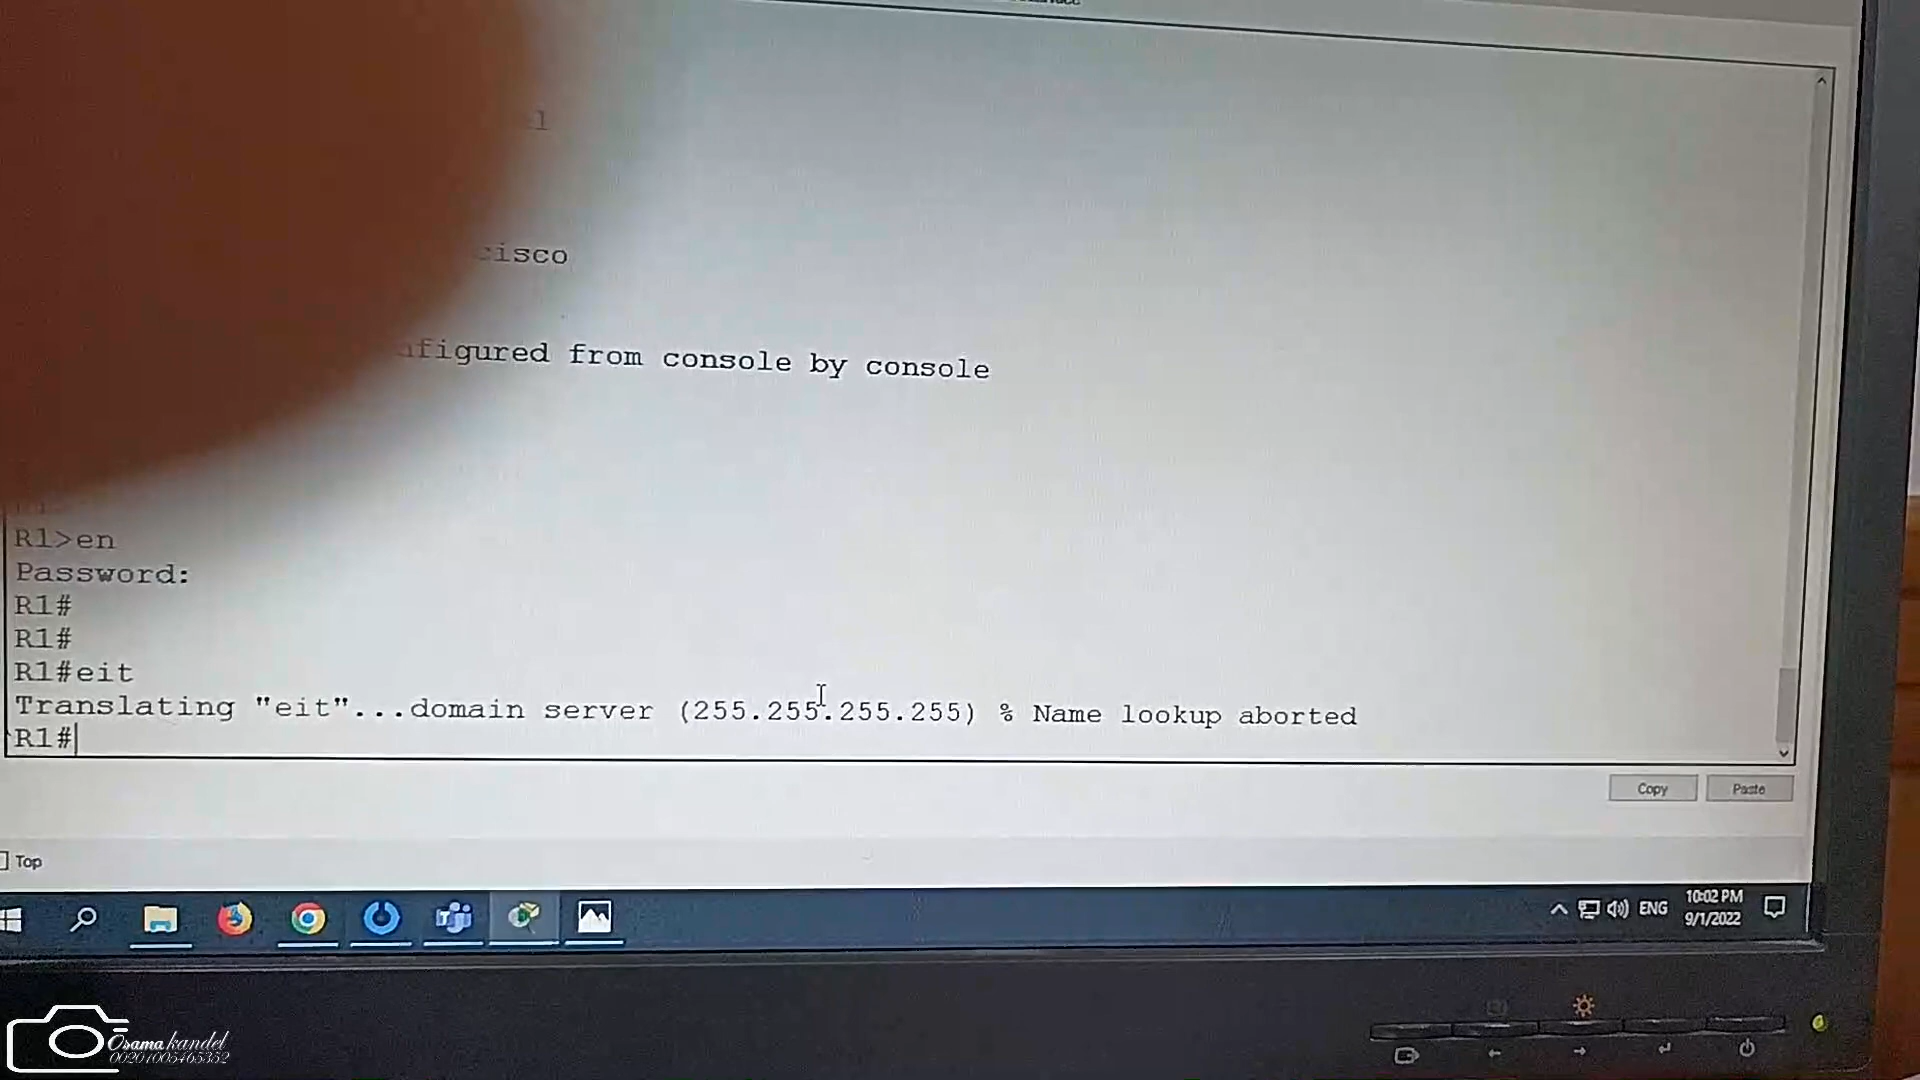 cisco
figured from console by console
R1>en
Password:
R1#
R1#
R1#eit
Translating "eit"...domain server (255.255.255.255) % Name lookup aborted
R1#
Copy Paste
Top
ENG 10:02 PM
9/1/2022
Osama kandel
00201005465352